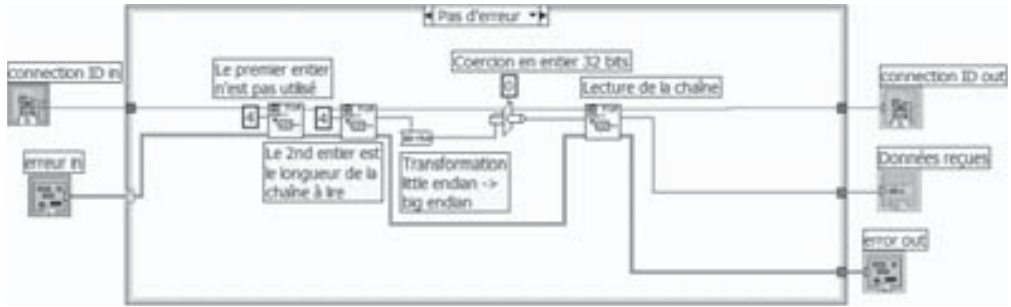 Pas d'erreur
connection ID in
Le premier entier
n'est pas utilisé
Coercion en entier 32 bits
0
Lecture de la chaîne
connection ID out
4
4
erreur in
Le 2nd entier est
le longueur de la
chaîne à lire
Transformation
little endian ->
big endian
Données reçues
error out